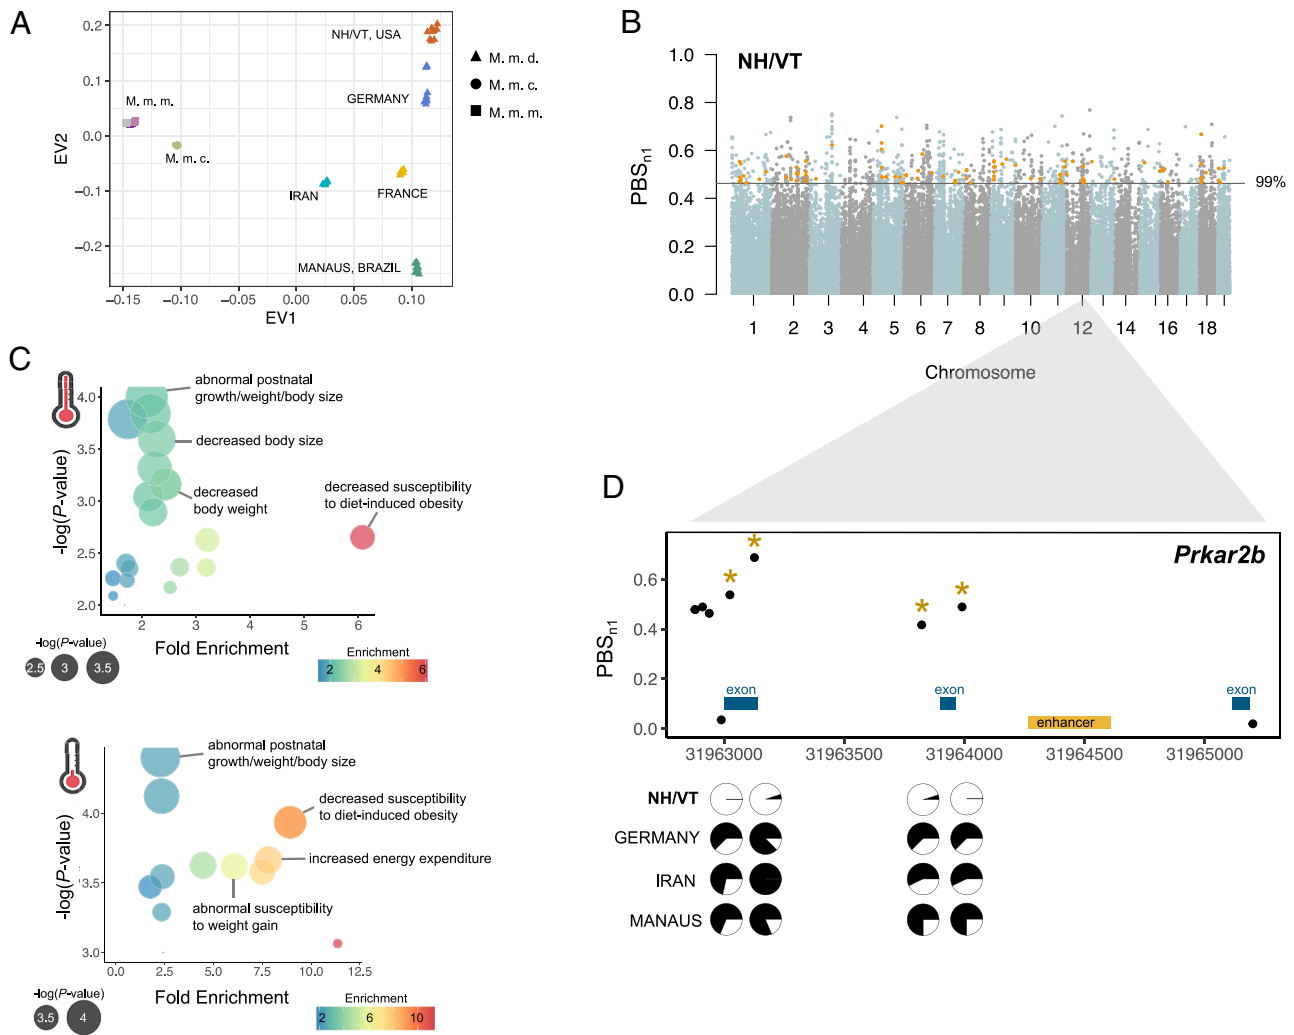 A
0.2
0.1
0.0
−0.1
−0.2
EV2
−0.15
−0.10
−0.05
0.00
0.05
0.10
EV1
NH/VT, USA
GERMANY
M. m. m.
M. m. c.
IRAN
FRANCE
MANAUS, BRAZIL
M. m. d.
M. m. c.
M. m. m.
B
NH/VT
1.0
0.8
0.6
0.4
0.2
0.0
PBSn1
99%
1
2
3
4
5
6
7
8
10
12
14
16
18
Chromosome
C
4.0
3.5
3.0
2.5
2.0
-log(P-value)
abnormal postnatal
growth/weight/body size
decreased body size
decreased
body weight
decreased susceptibility
to diet-induced obesity
2
3
4
5
6
Fold Enrichment
-log(P-value)
2.5
3
3.5
Enrichment
2
4
6
4.0
3.5
3.0
-log(P-value)
abnormal postnatal
growth/weight/body size
decreased susceptibility
to diet-induced obesity
increased energy expenditure
abnormal susceptibility
to weight gain
0.0
2.5
5.0
7.5
10.0
12.5
Fold Enrichment
-log(P-value)
3.5
4
Enrichment
2
6
10
D
Prkar2b
0.6
0.4
0.2
0.0
PBSn1
* * * *
exon
exon
exon
enhancer
31963000
31963500
31964000
31964500
31965000
NH/VT
GERMANY
IRAN
MANAUS